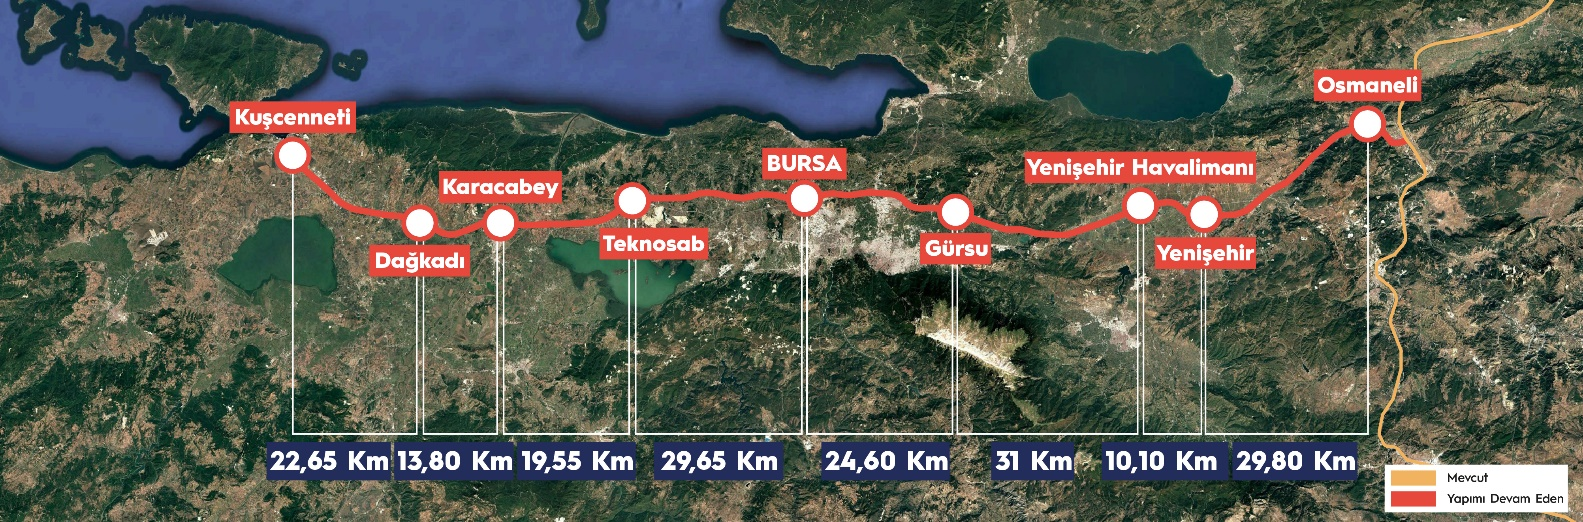 Osmaneli
Kuşcenneti
BURSA
Yenişehir Havalimanı
Karacabey
Teknosab
Gürsu
Yenişehir
Dağkadı
22,65 Km
13,80 Km
19,55 Km
29,65 Km
24,60 Km
31 Km
10,10 Km
29,80 Km
Mevcut
Yapımı Devam Eden